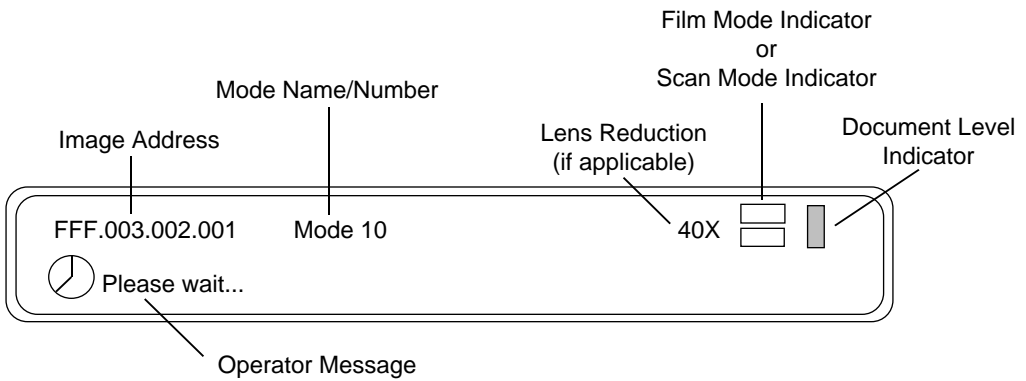 Film Mode Indicator
or
Scan Mode Indicator
Mode Name/Number
Image Address
Lens Reduction
(if applicable)
Document Level
Indicator
FFF.003.002.001
Mode 10
40X
Please wait...
Operator Message